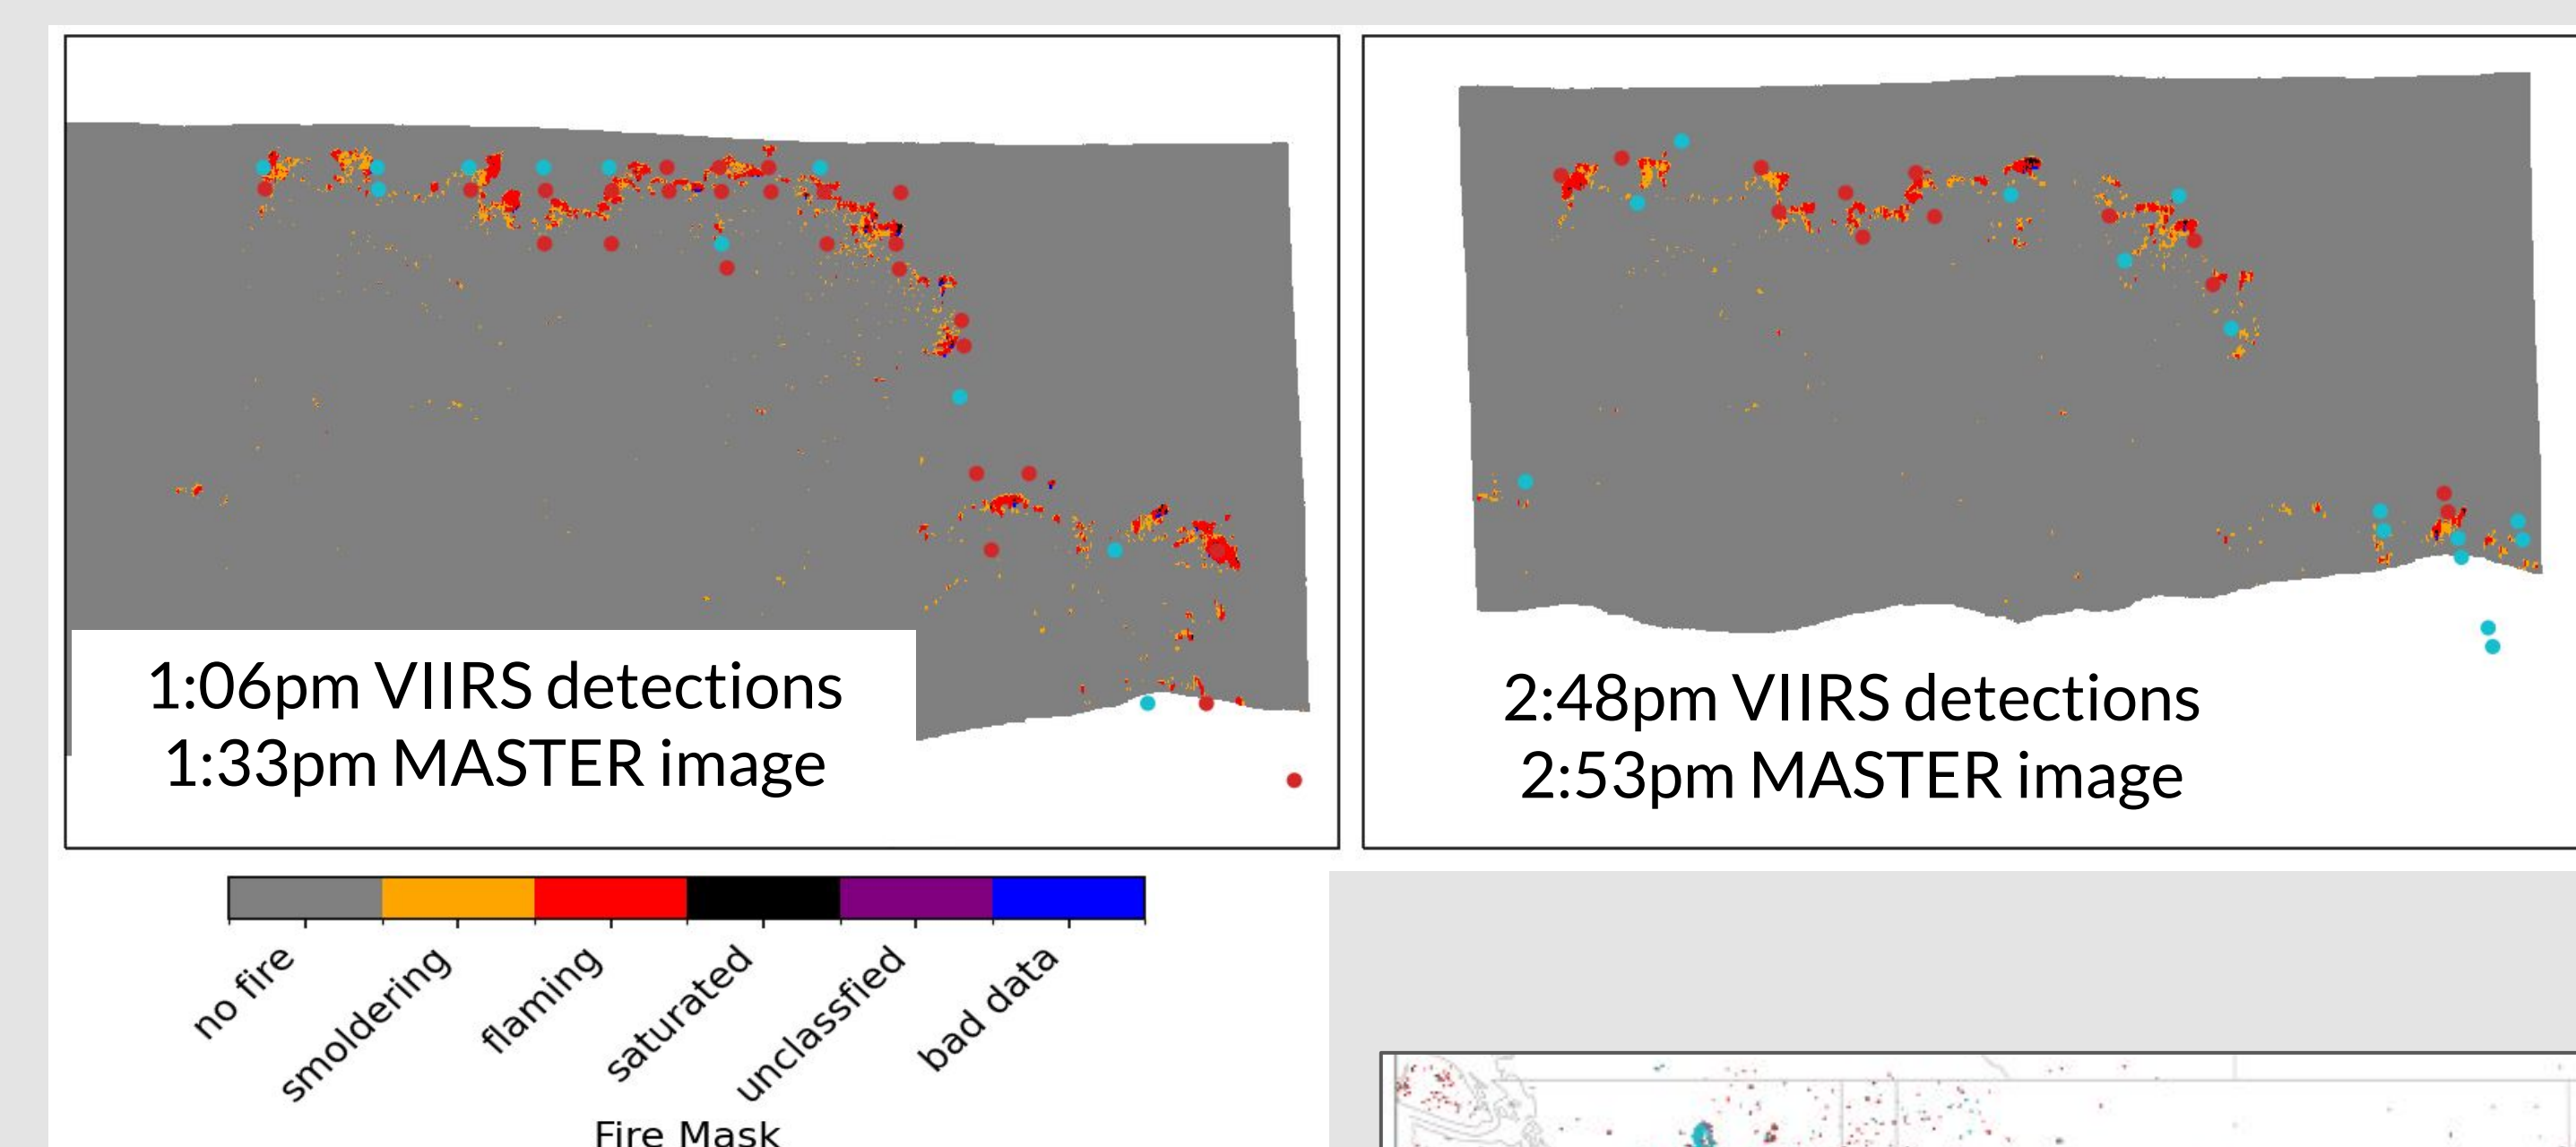 1:06pm VIIRS detections
1:33pm MASTER image
2:48pm VIIRS detections
2:53pm MASTER image
no fire
smoldering
flaming
saturated
unclassfied
bad data
Fire Mask